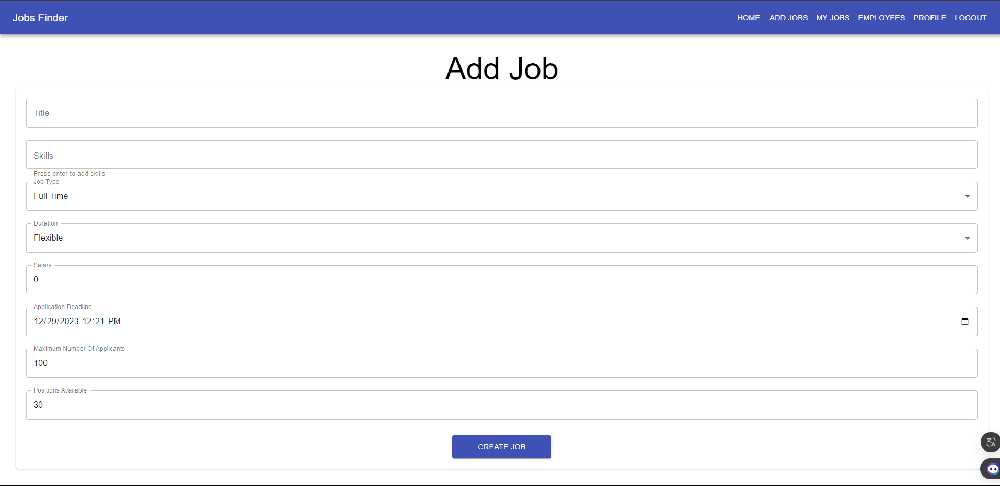 Jobs Finder
HOME ADD JOBS MY JOBS EMPLOYEES PROFILE LOGOUT
Add Job
Title
Skills
Press enter to add skills
Job Type
Full Time
Duration
Flexible
Salary
0
Application Deadline
12/29/2023 12:21 PM
Maximum Number Of Applicants
100
Positions Available
30
CREATE JOB